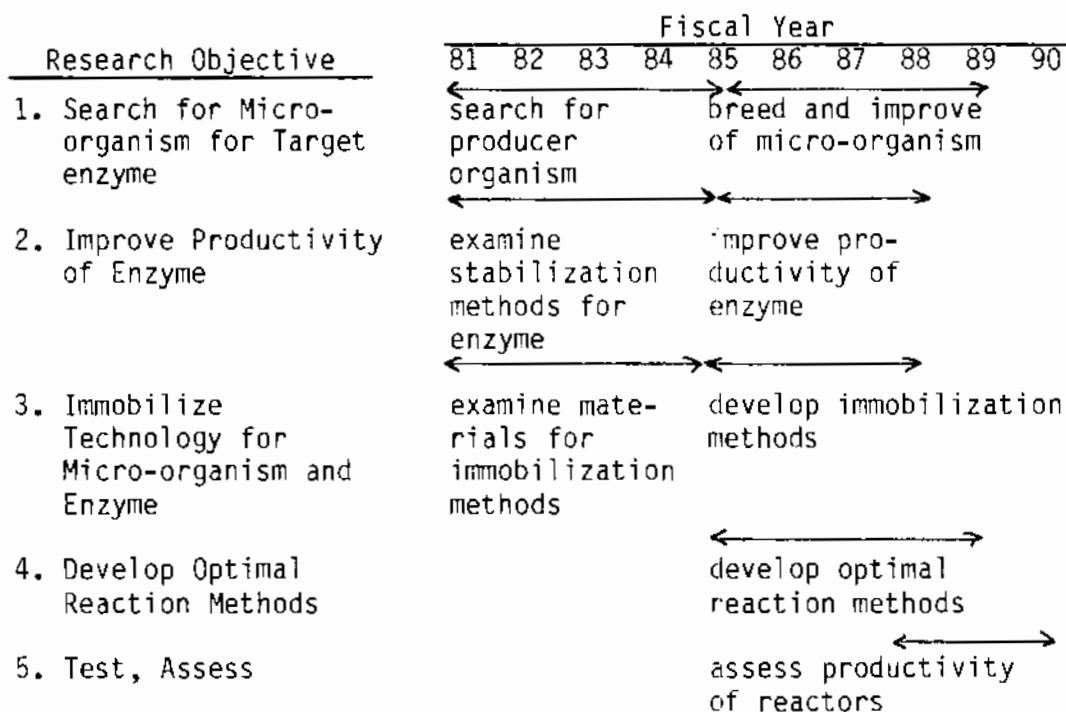 Fiscal Year
Research Objective 81 82 83 84 85 86 87 88 89 90
1. Search for Micro- search for breed and improve
organism for Target producer of micro-organism
enzyme organism
2. Improve Productivity examine improve pro-
of Enzyme stabilization ductivity of
methods for enzyme
enzyme
3. Immobilize examine mate- develop immobilization
Technology for rials for methods
Micro-organism and immobilization
Enzyme methods
4. Develop Optimal develop optimal
Reaction Methods reaction methods
5. Test, Assess assess productivity
of reactors